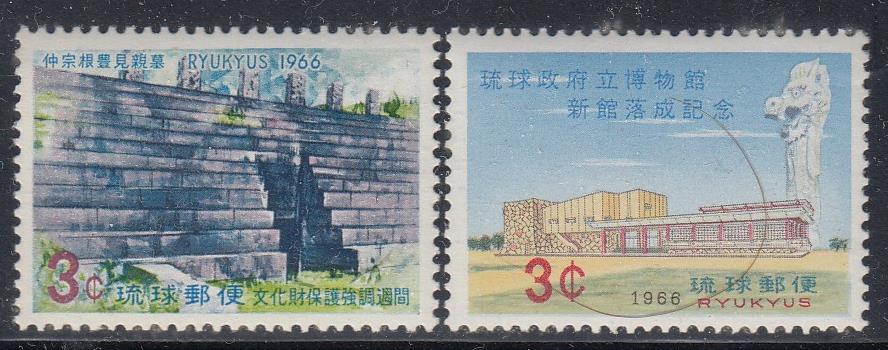 仲宗根豊見親墓 RYUKYUS 1966
3¢ 琉球郵便 文化財保護強調週間
琉球政府立博物館
新館落成記念
3¢ 1966 琉球郵便
RYUKYUS